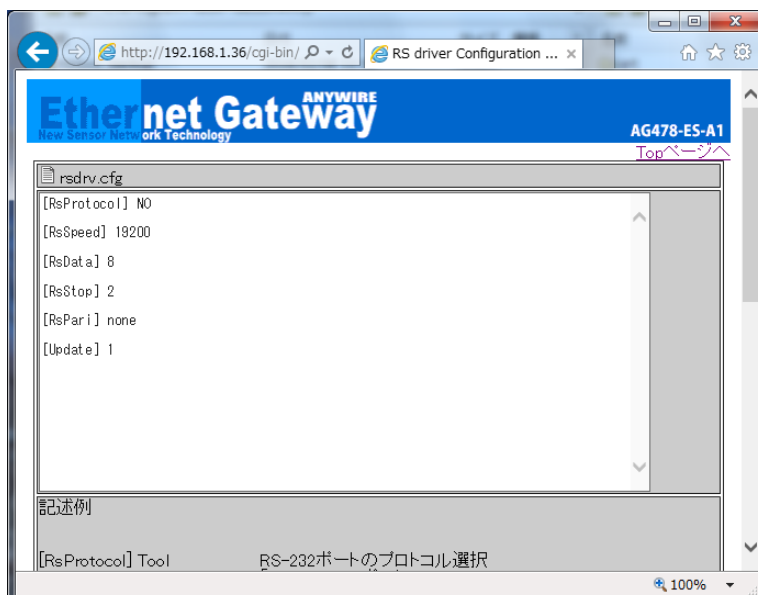 http://192.168.1.36/cgi-bin/
RS driver Configuration ...
Ethernet Gateway
ANYWIRE
New Sensor Network Technology
AG478-ES-A1
Topページへ
rsdrv.cfg
[RsProtocol] NO
[RsSpeed] 19200
[RsData] 8
[RsStop] 2
[RsPari] none
[Update] 1
記述例
[RsProtocol] Tool RS-232ポートのプロトコル選択
100%